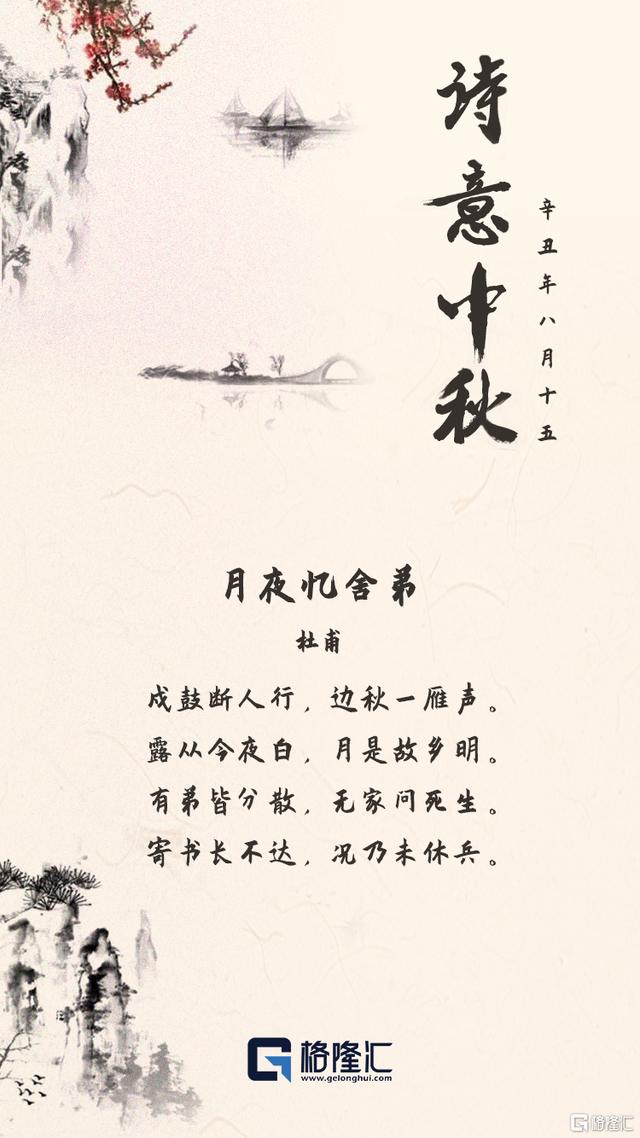 诗意中秋
辛丑年八月十五
月夜忆舍弟
杜甫
戍鼓断人行，边秋一雁声。
露从今夜白，月是故乡明。
有弟皆分散，无家问死生。
寄书长不达，况乃未休兵。
格隆汇
www.gelonghui.com
格隆汇